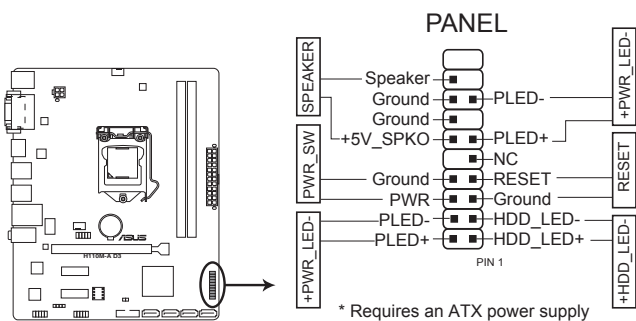 PANEL
SPEAKER
PWR_SW
+PWR_LED-
Speaker
Ground
Ground
+5V_SPKO
Ground
PWR
PLED-
PLED+
PLED-
PLED+
NC
RESET
Ground
HDD_LED-
HDD_LED+
PIN 1
+PWR_LED-
RESET
+HDD_LED-
/SUS
H110M-A D3
* Requires an ATX power supply